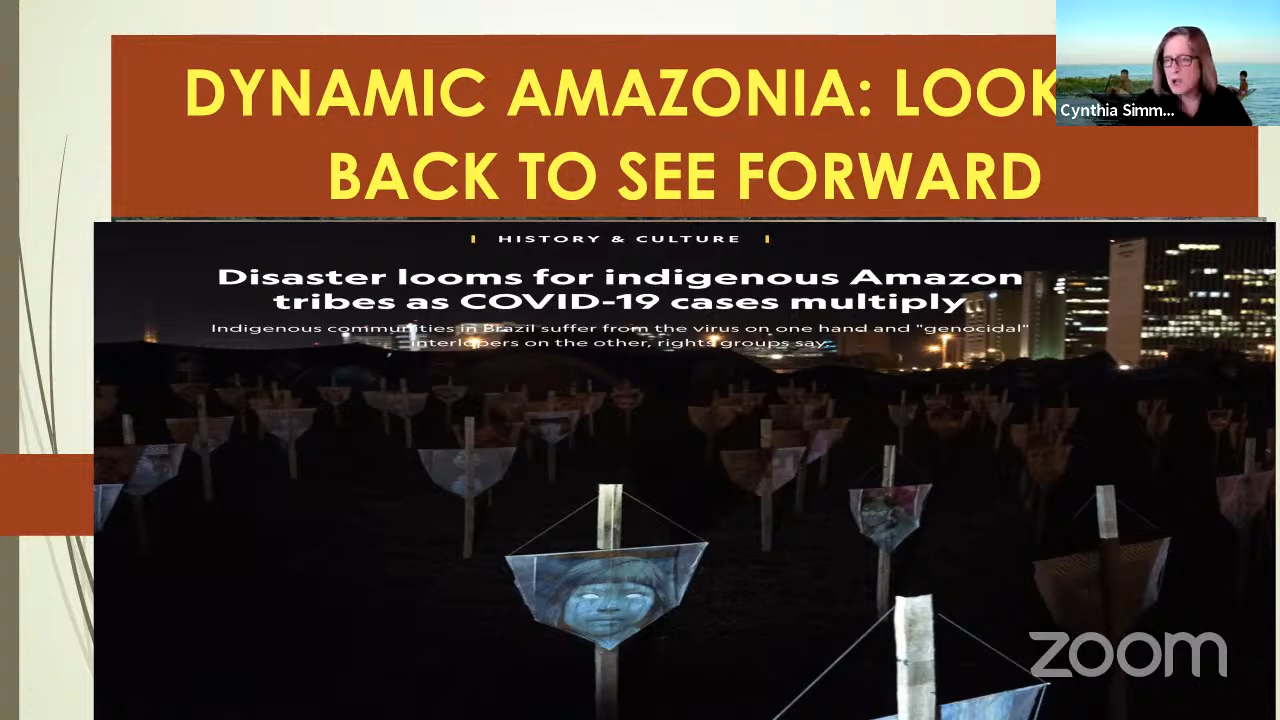 DYNAMIC AMAZONIA: LOOK
BACK TO SEE FORWARD
Cynthia Simm...
HISTORY & CULTURE
Disaster looms for indigenous Amazon
tribes as COVID-19 cases multiply
Indigenous communities in Brazil suffer from the virus on one hand and "genocidal"
interlopers on the other, rights groups say.
zoom